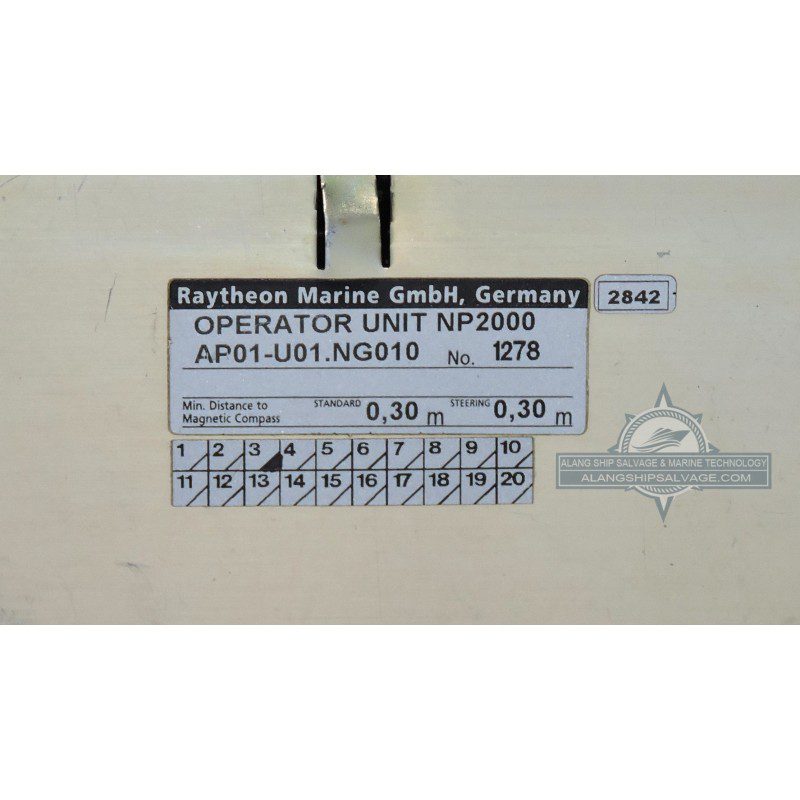 Raytheon Marine GmbH, Germany
2842
OPERATOR UNIT NP2000
AP01-U01.NG010 No. 1278
Min. Distance to Magnetic Compass STANDARD 0,30 m STEERING 0,30 m
1 2 3 4 5 6 7 8 9 10
11 12 13 14 15 16 17 18 19 20
ALANG SHIP SALVAGE & MARINE TECHNOLOGY
ALANGSHIPSALVAGE.COM